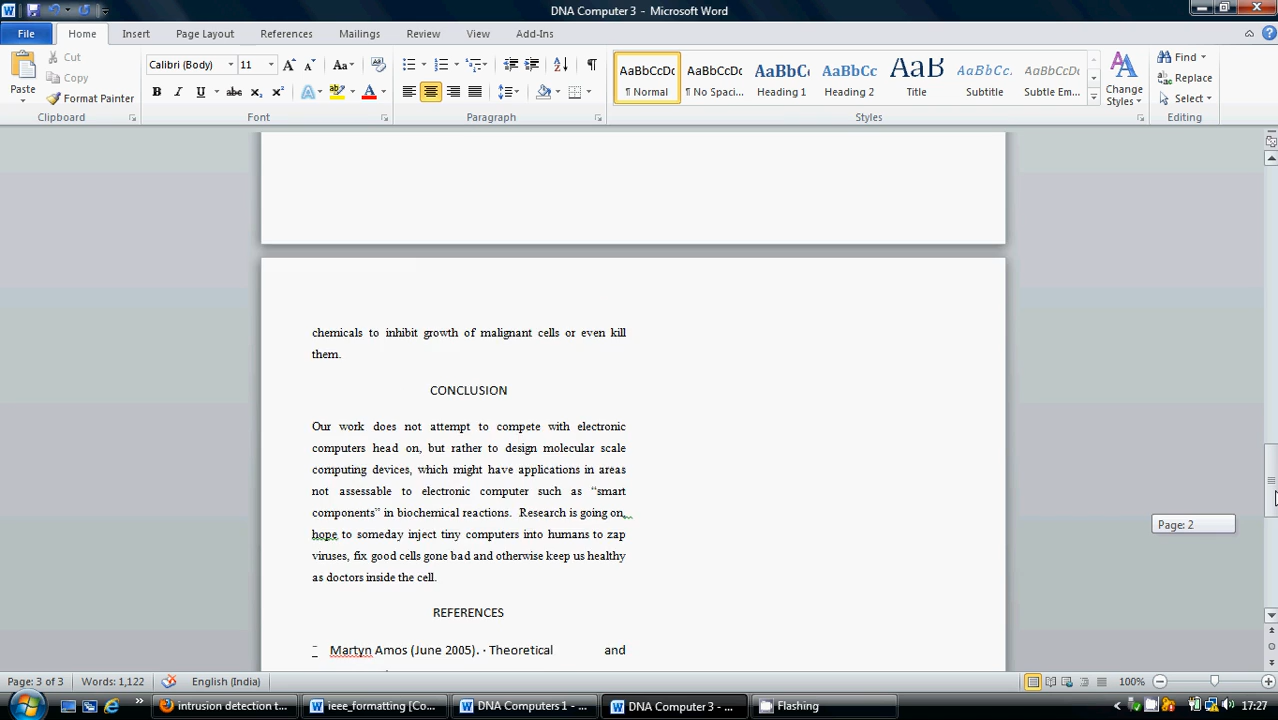 DNA Computer 3 - Microsoft Word
File Home Insert Page Layout References Mailings Review View Add-Ins
Paste
Cut
Copy
Format Painter
Clipboard
Calibri (Body) 11
Font
Paragraph
AaBbCcDc AaBbCcDc AaBbC AaBbCc AaB AaBbCc. AaBbCcDc
¶ Normal ¶ No Spaci... Heading 1 Heading 2 Title Subtitle Subtle Em...
Change Styles
Styles
Find
Replace
Select
Editing
chemicals to inhibit growth of malignant cells or even kill
them.
CONCLUSION
Our work does not attempt to compete with electronic
computers head on, but rather to design molecular scale
computing devices, which might have applications in areas
not assessable to electronic computer such as “smart
components” in biochemical reactions. Research is going on,
hope to someday inject tiny computers into humans to zap
viruses, fix good cells gone bad and otherwise keep us healthy
as doctors inside the cell.
REFERENCES
Martyn Amos (June 2005). · Theoretical and
Page: 2
Page: 3 of 3 Words: 1,122 English (India) 100%
intrusion detection t... ieee_formatting [Co... DNA Computers 1 - ... DNA Computer 3 - ... Flashing 17:27